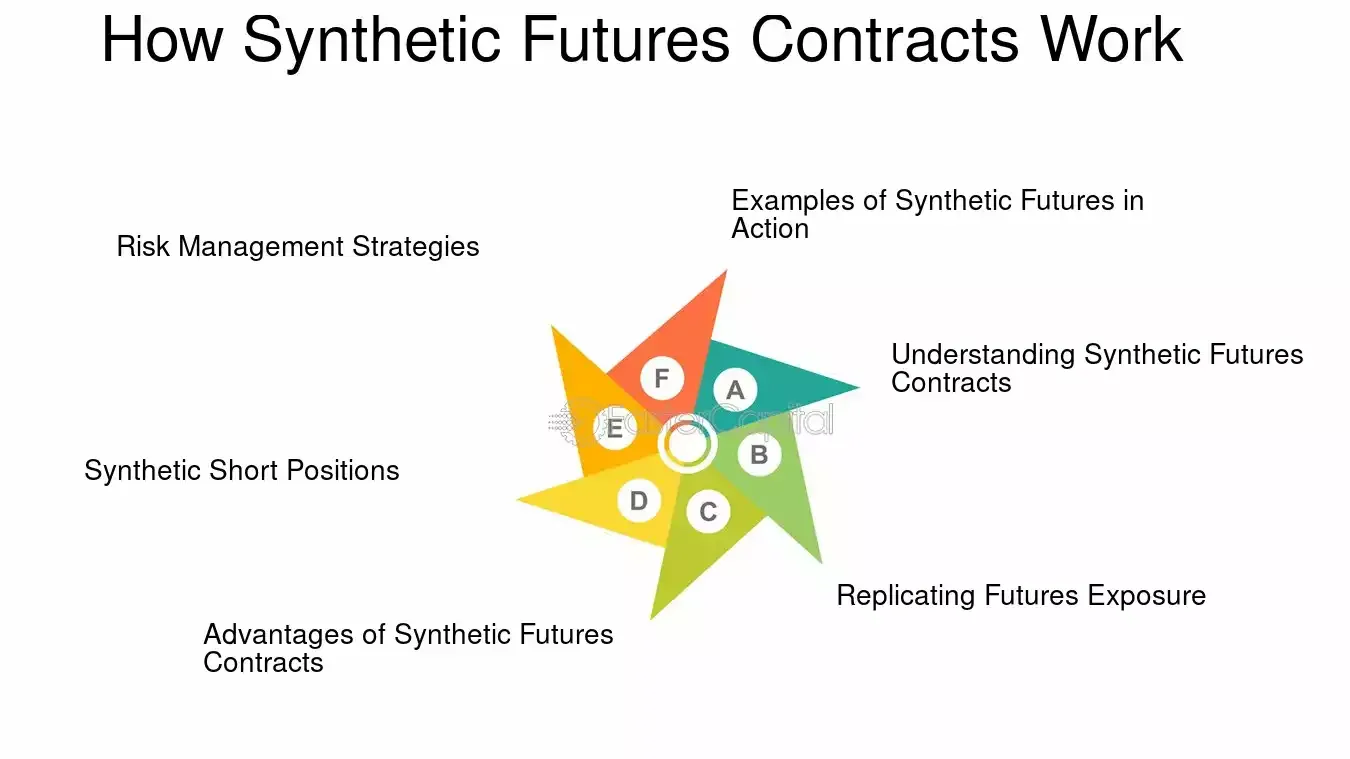 How Synthetic Futures Contracts Work
Examples of Synthetic Futures in
Action
Risk Management Strategies
Understanding Synthetic Futures
Contracts
F
A
E
B
Synthetic Short Positions
D
C
Replicating Futures Exposure
Advantages of Synthetic Futures
Contracts